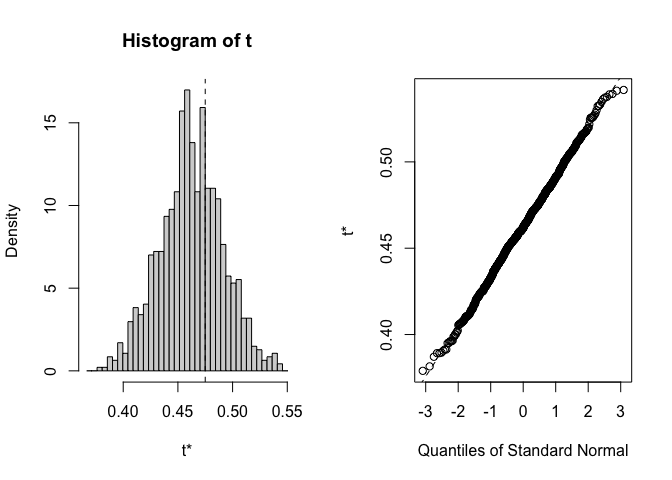 Histogram of t
Density
0 5 10 15
0.40 0.45 0.50 0.55
t*
t*
0.40 0.45 0.50
-3 -2 -1 0 1 2 3
Quantiles of Standard Normal